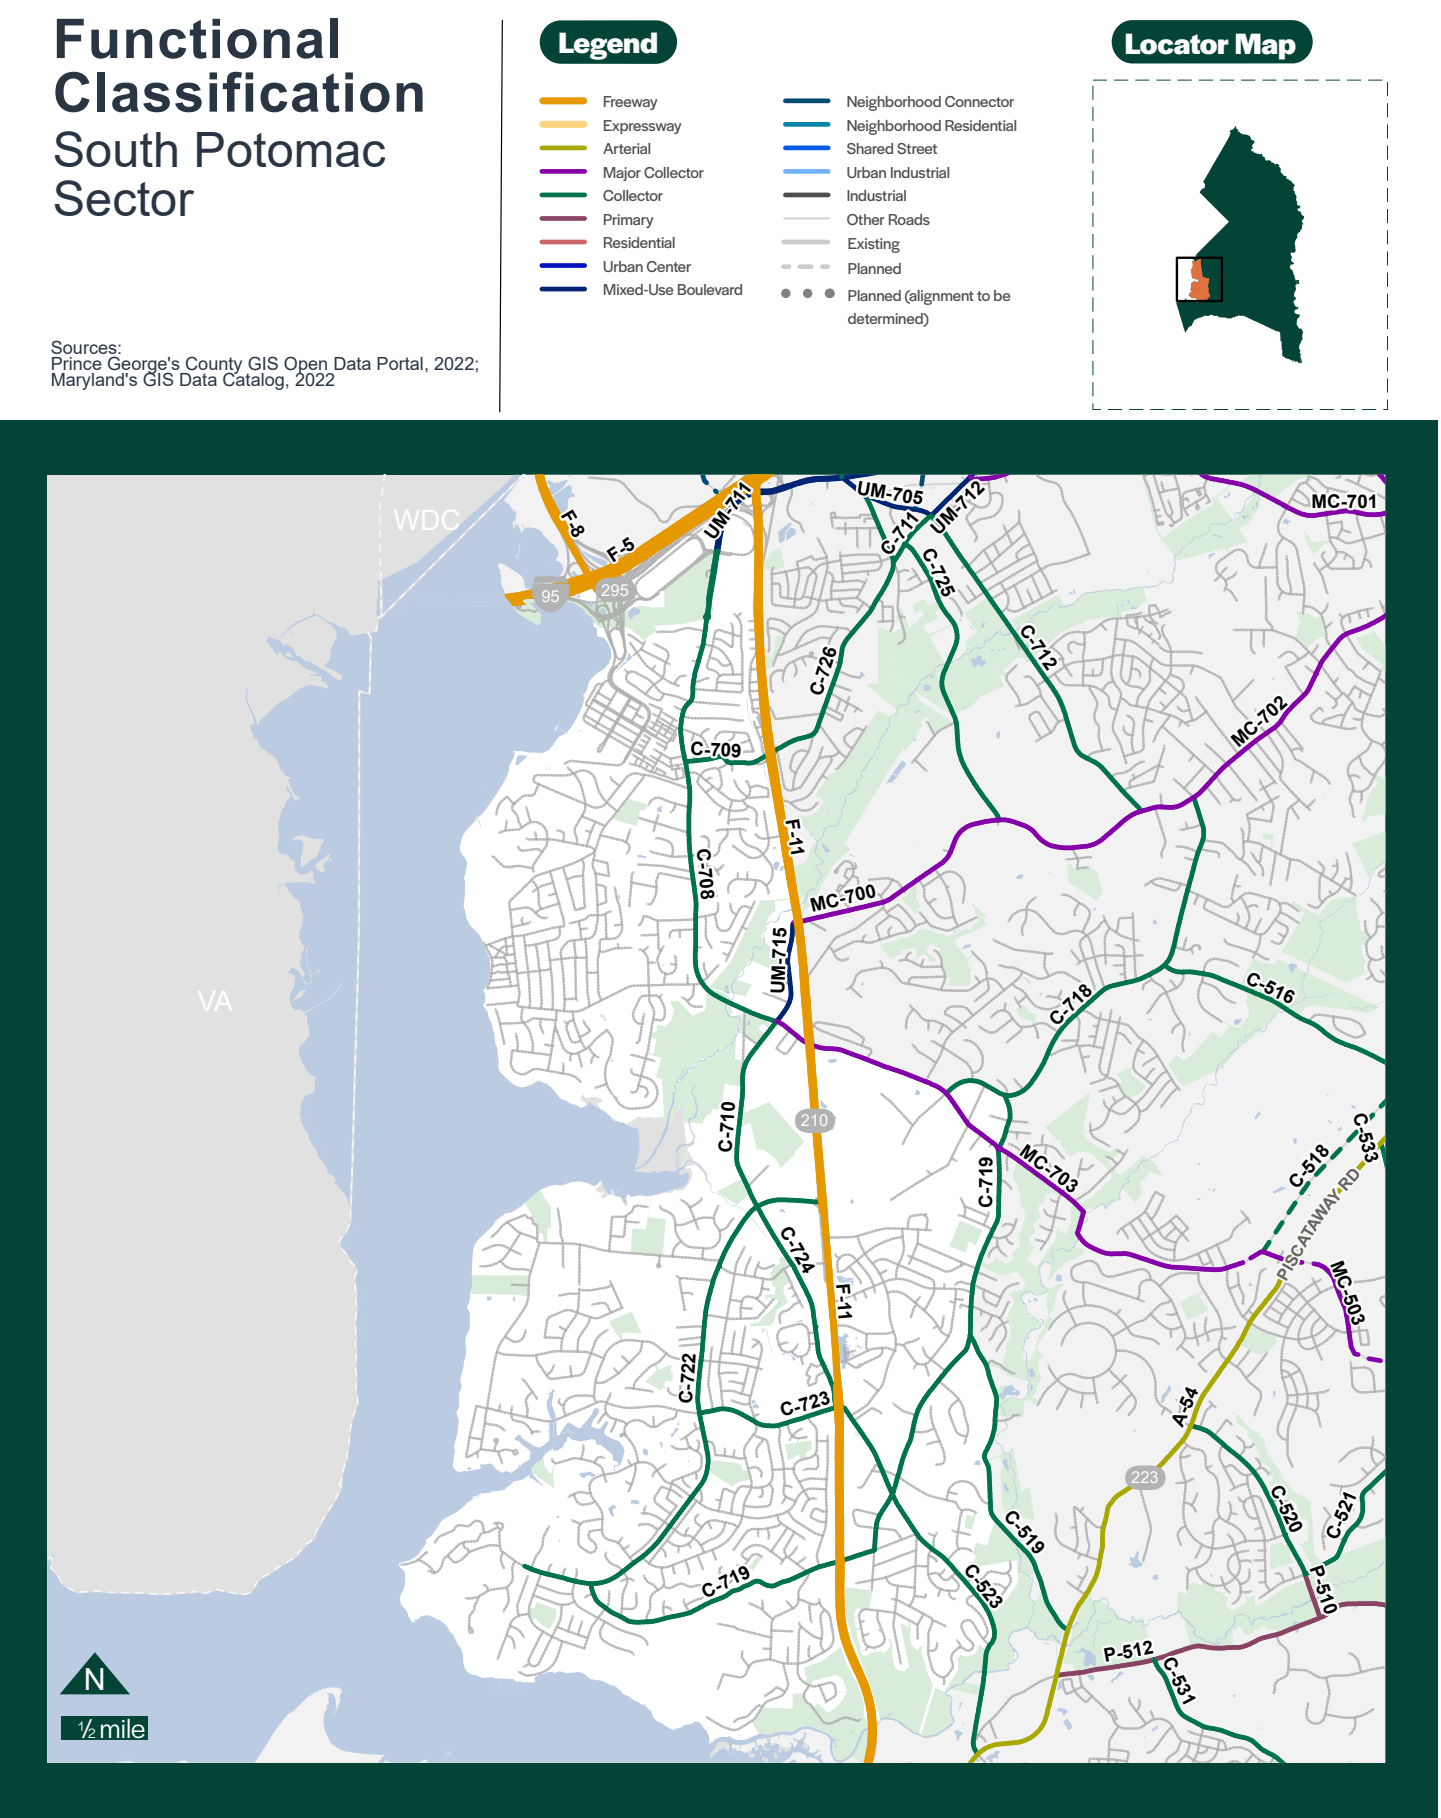 Functional
Classification
South Potomac
Sector
Sources:
Prince George's County GIS Open Data Portal, 2022;
Maryland's GIS Data Catalog, 2022
Legend
Freeway
Expressway
Arterial
Major Collector
Collector
Primary
Residential
Urban Center
Mixed-Use Boulevard
Neighborhood Connector
Neighborhood Residential
Shared Street
Urban Industrial
Industrial
Other Roads
Existing
Planned
Planned (alignment to be
determined)
Locator Map
WDC
F-8
F-5
95
295
UM-711
UM-705
UM-712
C-711
C-725
MC-701
C-712
C-726
MC-702
C-709
F-11
C-708
MC-700
UM-715
C-718
C-516
VA
C-710
210
C-719
MC-703
C-518
C-533
PISCATAWAY RD
C-724
F-11
MC-503
C-722
C-723
A-54
223
C-520
C-521
C-519
C-719
C-523
P-510
P-512
C-531
N
½ mile